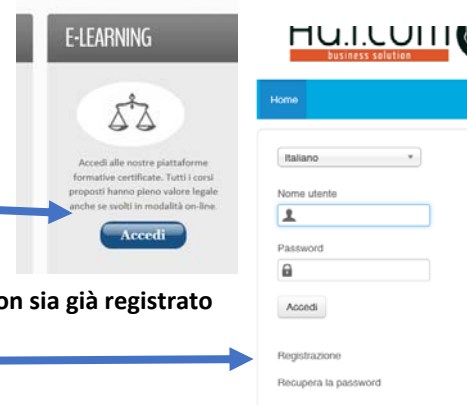 E-LEARNING
Accedi alle nostre piattaforme
formative certificate. Tutti i corsi
proposti hanno pieno valore legale
anche se svolti in modalità on-line.
Accedi
on sia già registrato
business solution
Home
Italiano
Nome utente
Password
Accedi
Registrazione
Recupera la password